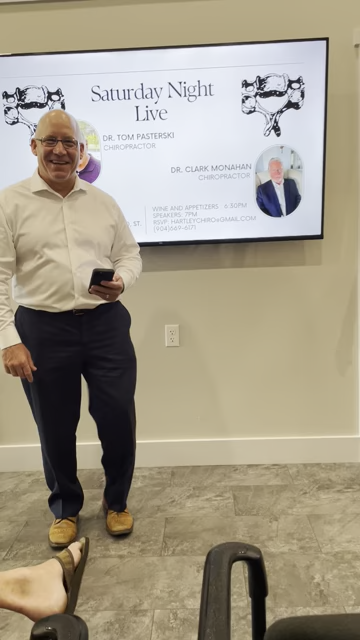 Saturday Night
Live
DR. TOM PASTERSKI
CHIROPRACTOR
DR. CLARK MONAHAN
CHIROPRACTOR
ST.
WINE AND APPETIZERS 6:30PM
SPEAKERS: 7PM
RSVP: HARTLEYCHIRO@GMAIL.COM
(904)669-6171